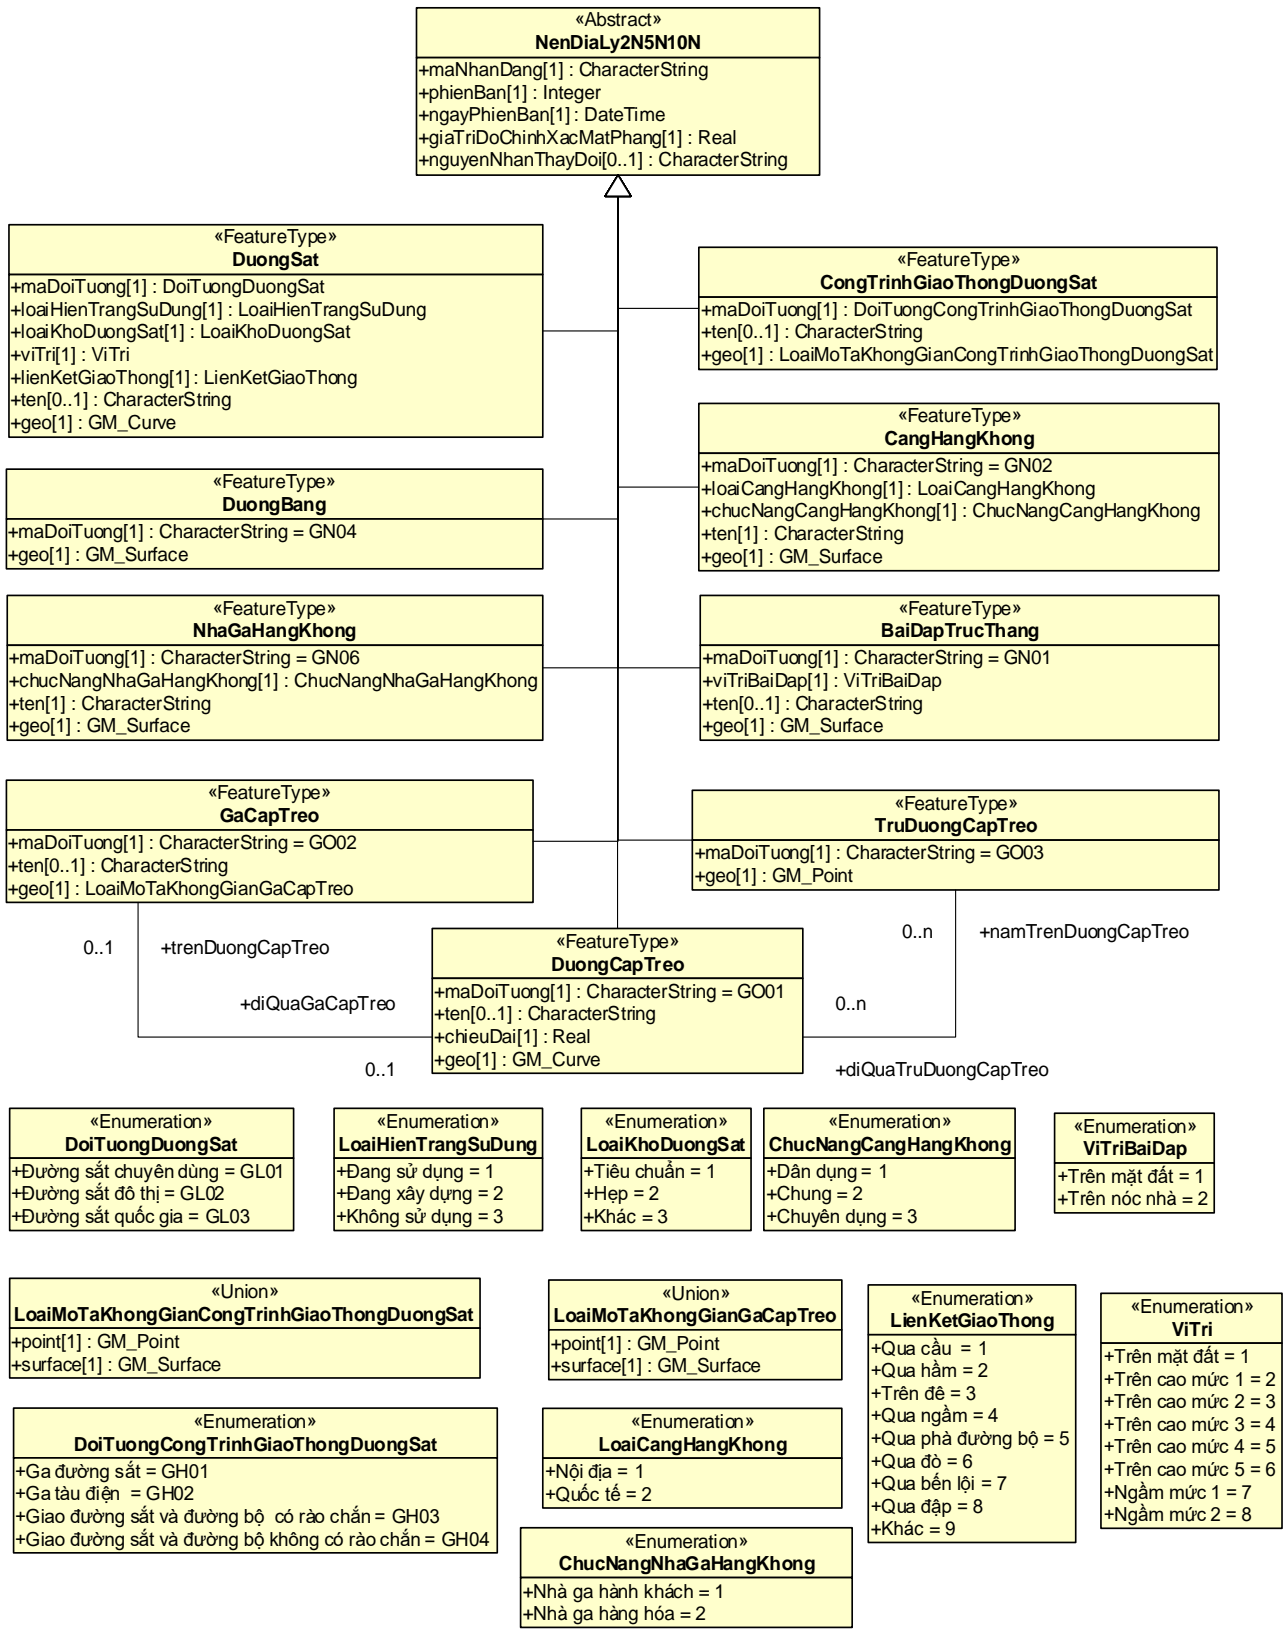 «Abstract»
NenDiaLy2N5N10N
+maNhanDang[1] : CharacterString
+phienBan[1] : Integer
+ngayPhienBan[1] : DateTime
+giaTriDoChinhXacMatPhang[1] : Real
+nguyenNhanThayDoi[0..1] : CharacterString
«FeatureType»
DuongSat
+maDoiTuong[1] : DoiTuongDuongSat
+loaiHienTrangSuDung[1] : LoaiHienTrangSuDung
+loaiKhoDuongSat[1] : LoaiKhoDuongSat
+viTri[1] : ViTri
+lienKetGiaoThong[1] : LienKetGiaoThong
+ten[0..1] : CharacterString
+geo[1] : GM_Curve
«FeatureType»
CongTrinhGiaoThongDuongSat
+maDoiTuong[1] : DoiTuongCongTrinhGiaoThongDuongSat
+ten[0..1] : CharacterString
+geo[1] : LoaiMoTaKhongGianCongTrinhGiaoThongDuongSat
«FeatureType»
CangHangKhong
+maDoiTuong[1] : CharacterString = GN02
+loaiCangHangKhong[1] : LoaiCangHangKhong
+chucNangCangHangKhong[1] : ChucNangCangHangKhong
+ten[1] : CharacterString
+geo[1] : GM_Surface
«FeatureType»
DuongBang
+maDoiTuong[1] : CharacterString = GN04
+geo[1] : GM_Surface
«FeatureType»
NhaGaHangKhong
+maDoiTuong[1] : CharacterString = GN06
+chucNangNhaGaHangKhong[1] : ChucNangNhaGaHangKhong
+ten[1] : CharacterString
+geo[1] : GM_Surface
«FeatureType»
BaiDapTrucThang
+maDoiTuong[1] : CharacterString = GN01
+viTriBaiDap[1] : ViTriBaiDap
+ten[0..1] : CharacterString
+geo[1] : GM_Surface
«FeatureType»
GaCapTreo
+maDoiTuong[1] : CharacterString = GO02
+ten[0..1] : CharacterString
+geo[1] : LoaiMoTaKhongGianGaCapTreo
«FeatureType»
TruDuongCapTreo
+maDoiTuong[1] : CharacterString = GO03
+geo[1] : GM_Point
0..1
+trenDuongCapTreo
0..n
+namTrenDuongCapTreo
«FeatureType»
DuongCapTreo
+maDoiTuong[1] : CharacterString = GO01
+ten[0..1] : CharacterString
+chieuDai[1] : Real
+geo[1] : GM_Curve
+diQuaGaCapTreo
0..1
0..n
+diQuaTruDuongCapTreo
«Enumeration»
DoiTuongDuongSat
+Đường sắt chuyên dùng = GL01
+Đường sắt đô thị = GL02
+Đường sắt quốc gia = GL03
«Enumeration»
LoaiHienTrangSuDung
+Đang sử dụng = 1
+Đang xây dựng = 2
+Không sử dụng = 3
«Enumeration»
LoaiKhoDuongSat
+Tiêu chuẩn = 1
+Hẹp = 2
+Khác = 3
«Enumeration»
ChucNangCangHangKhong
+Dân dụng = 1
+Chung = 2
+Chuyên dụng = 3
«Enumeration»
ViTriBaiDap
+Trên mặt đất = 1
+Trên nóc nhà = 2
«Union»
LoaiMoTaKhongGianCongTrinhGiaoThongDuongSat
+point[1] : GM_Point
+surface[1] : GM_Surface
«Union»
LoaiMoTaKhongGianGaCapTreo
+point[1] : GM_Point
+surface[1] : GM_Surface
«Enumeration»
LienKetGiaoThong
+Qua cầu = 1
+Qua hầm = 2
+Trên đê = 3
+Qua ngầm = 4
+Qua phà đường bộ = 5
+Qua đò = 6
+Qua bến lội = 7
+Qua đập = 8
+Khác = 9
«Enumeration»
ViTri
+Trên mặt đất = 1
+Trên cao mức 1 = 2
+Trên cao mức 2 = 3
+Trên cao mức 3 = 4
+Trên cao mức 4 = 5
+Trên cao mức 5 = 6
+Ngầm mức 1 = 7
+Ngầm mức 2 = 8
«Enumeration»
DoiTuongCongTrinhGiaoThongDuongSat
+Ga đường sắt = GH01
+Ga tàu điện = GH02
+Giao đường sắt và đường bộ có rào chắn = GH03
+Giao đường sắt và đường bộ không có rào chắn = GH04
«Enumeration»
LoaiCangHangKhong
+Nội địa = 1
+Quốc tế = 2
«Enumeration»
ChucNangNhaGaHangKhong
+Nhà ga hành khách = 1
+Nhà ga hàng hóa = 2